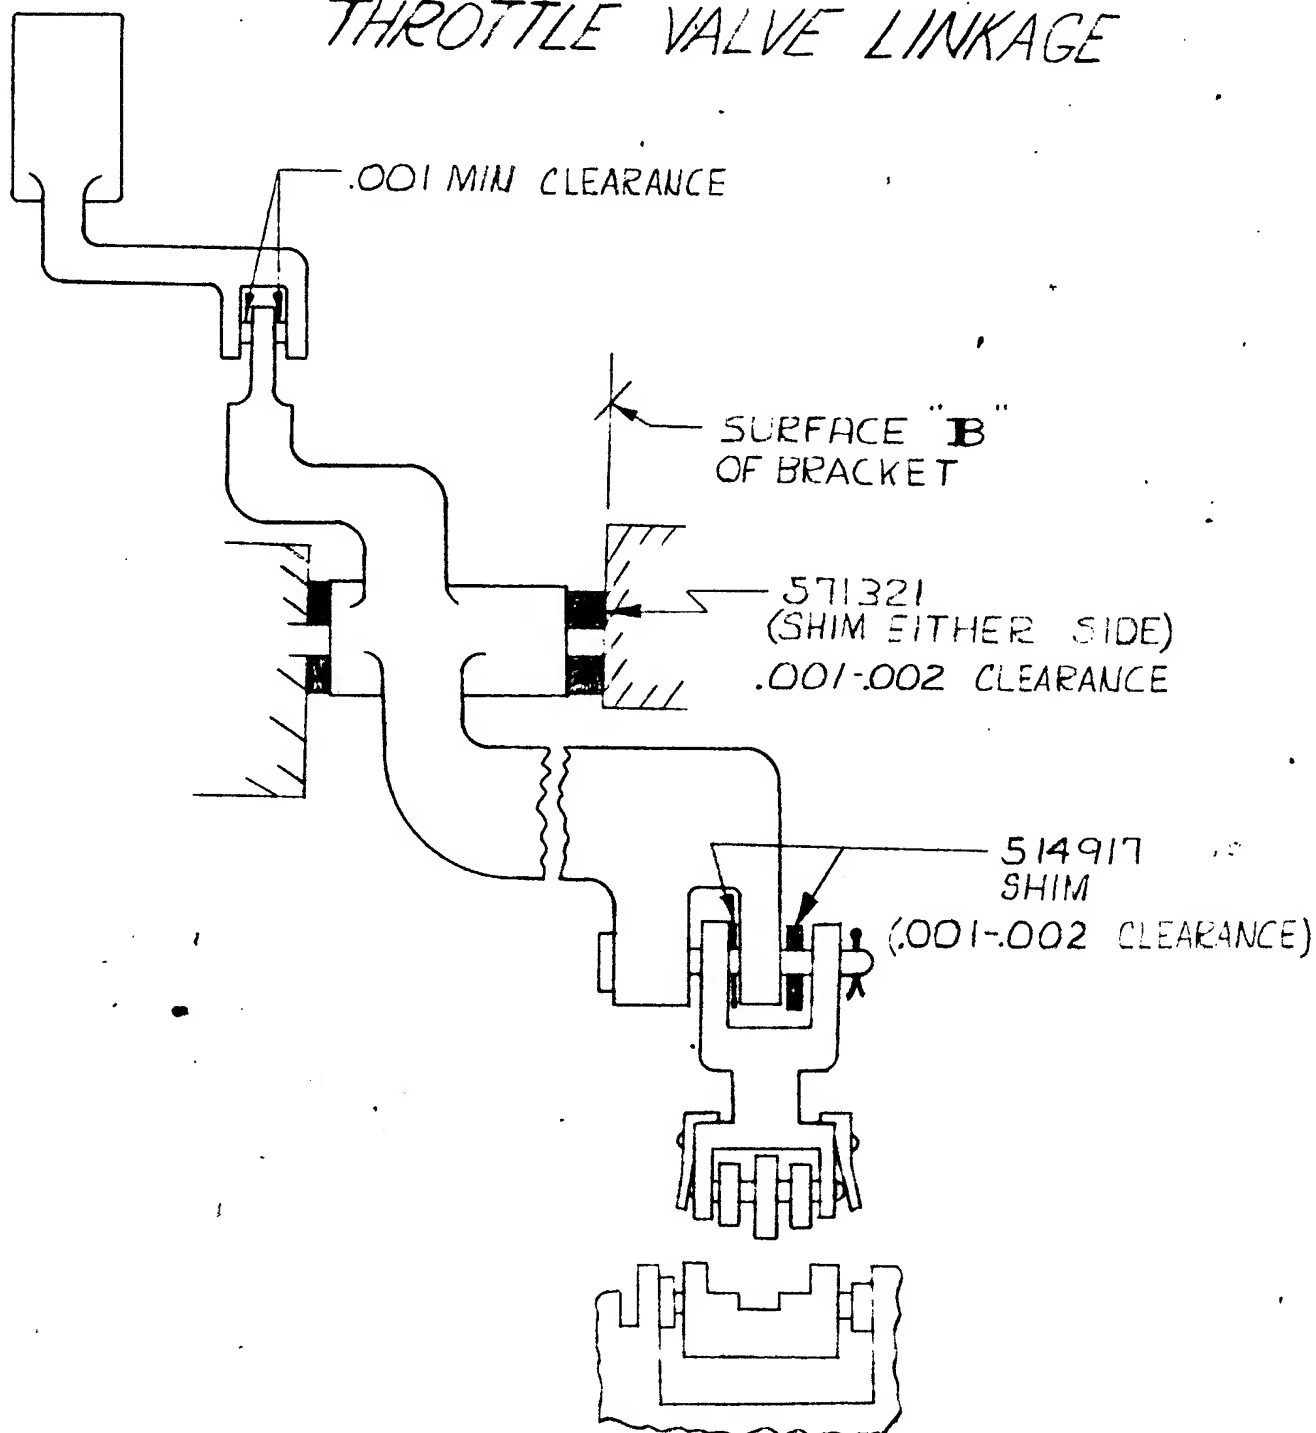 THROTTLE VALVE LINKAGE
.001 MIN CLEARANCE
SURFACE "B"
OF BRACKET
571321
(SHIM EITHER SIDE)
.001-.002 CLEARANCE
514917
SHIM
(.001-.002 CLEARANCE)